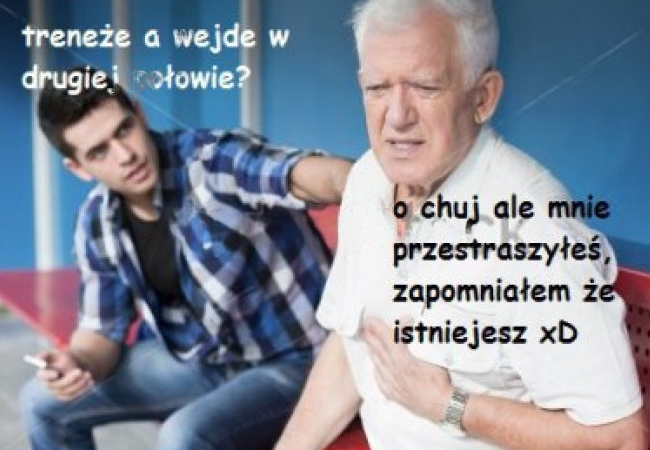 treneże a wejde w
drugiej połowie?
o chuj ale mnie
przestraszyłeś,
zapomniałem że
istniejesz xD